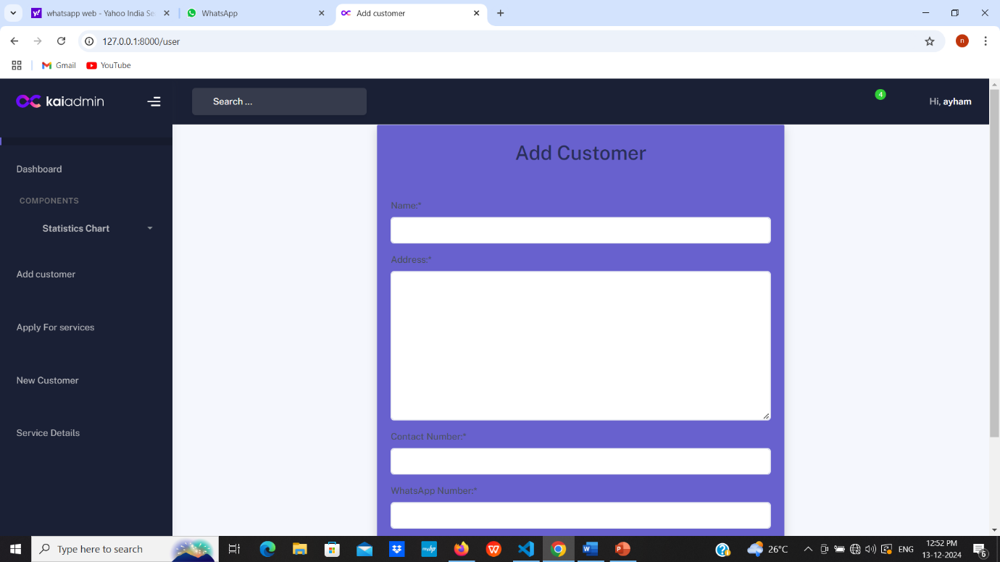 whatsapp web - Yahoo India Se
WhatsApp
Add customer
127.0.0.1:8000/user
n
Gmail
YouTube
kaiadmin
Search ...
4
Hi, ayham
Add Customer
Dashboard
COMPONENTS
Statistics Chart
Add customer
Apply For services
New Customer
Service Details
Name:*
Address:*
Contact Number:*
WhatsApp Number:*
Type here to search
26°C
ENG
12:52 PM
13-12-2024
6